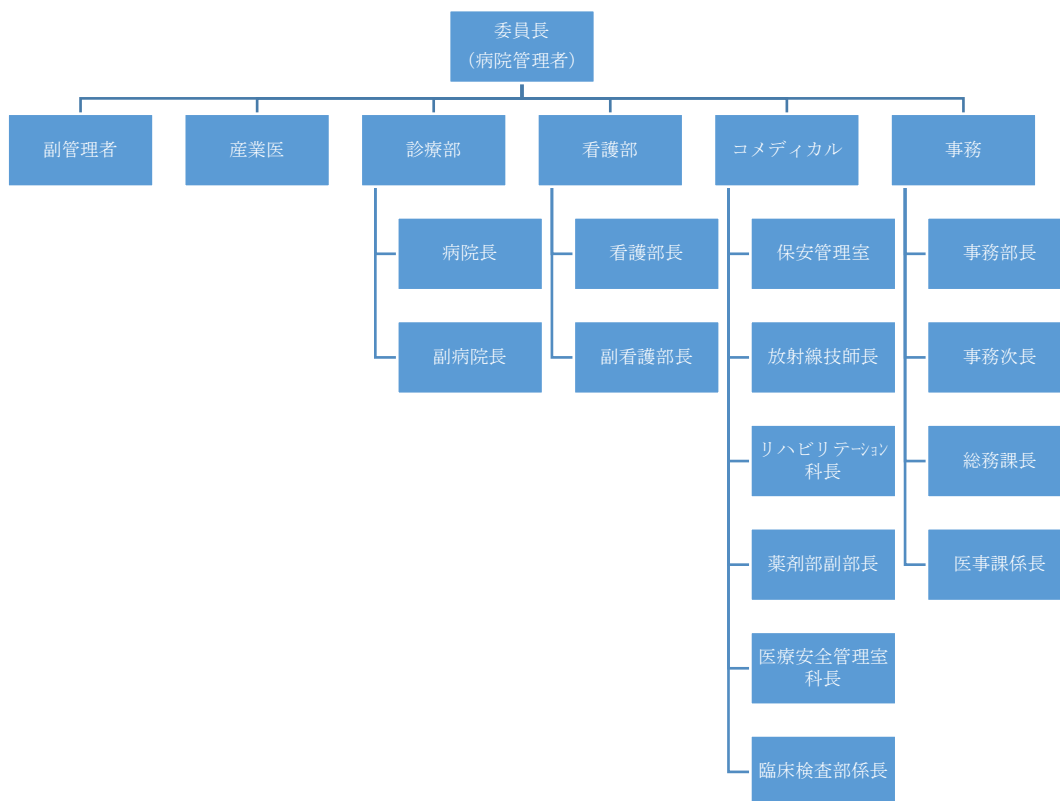 委員長
（病院管理者）
副管理者
産業医
診療部
看護部
コメディカル
事務
病院長
看護部長
保安管理室
事務部長
副病院長
副看護部長
放射線技師長
事務次長
リハビリテーション
科長
総務課長
薬剤部副部長
医事課係長
医療安全管理室
科長
臨床検査部係長